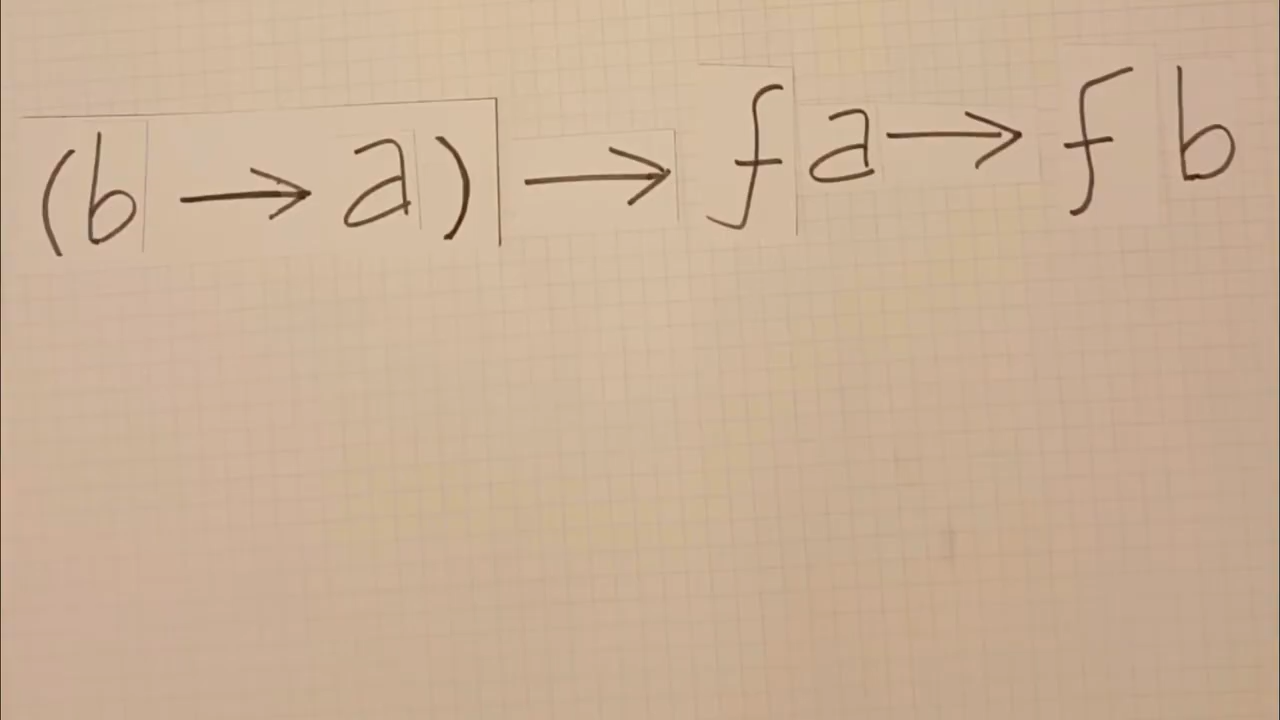 (b → a) → f a → f b